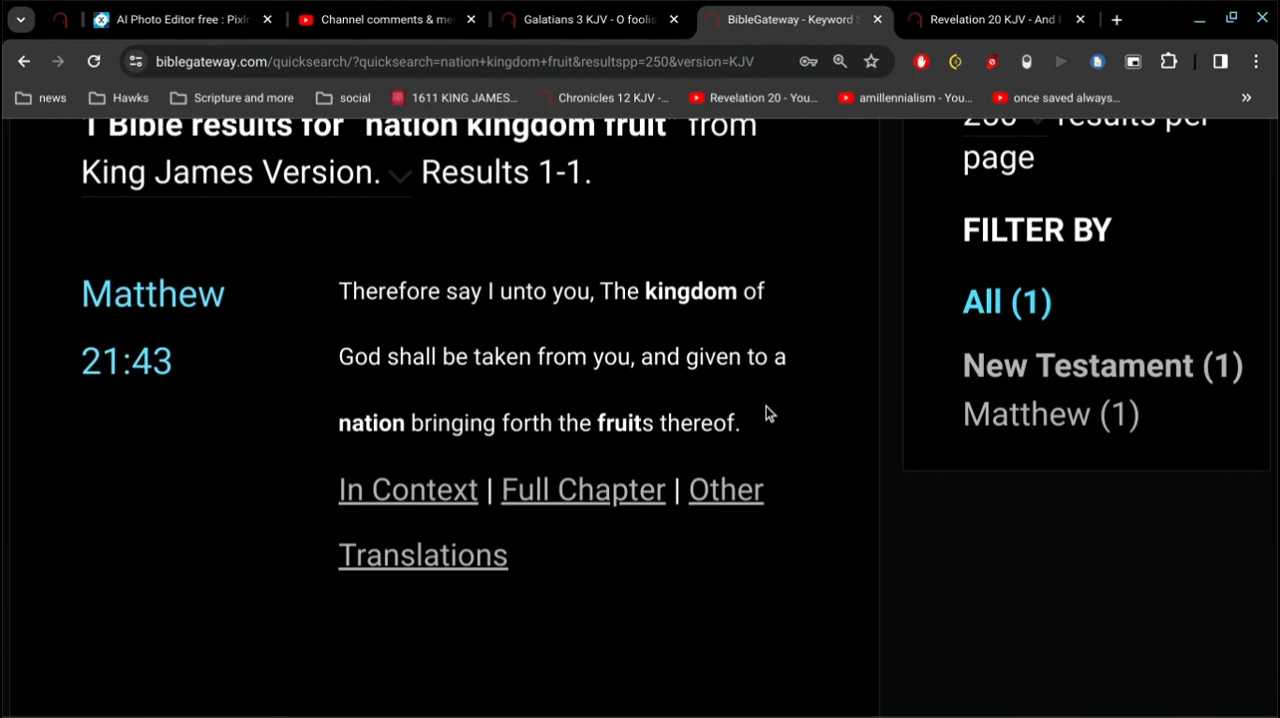 AI Photo Editor free : Pixlr
Channel comments & me
Galatians 3 KJV - O foolis
BibleGateway - Keyword S
Revelation 20 KJV - And I
biblegateway.com/quicksearch/?quicksearch=nation+kingdom+fruit&resultspp=250&version=KJV
news
Hawks
Scripture and more
social
1611 KING JAMES...
Chronicles 12 KJV -...
Revelation 20 - You...
amillennialism - You...
once saved always...
»
1 Bible results for "nation kingdom fruit" from
King James Version. Results 1-1.
Matthew
21:43
Therefore say I unto you, The kingdom of
God shall be taken from you, and given to a
nation bringing forth the fruits thereof.
In Context | Full Chapter | Other
Translations
250 results per
page
FILTER BY
All (1)
New Testament (1)
Matthew (1)